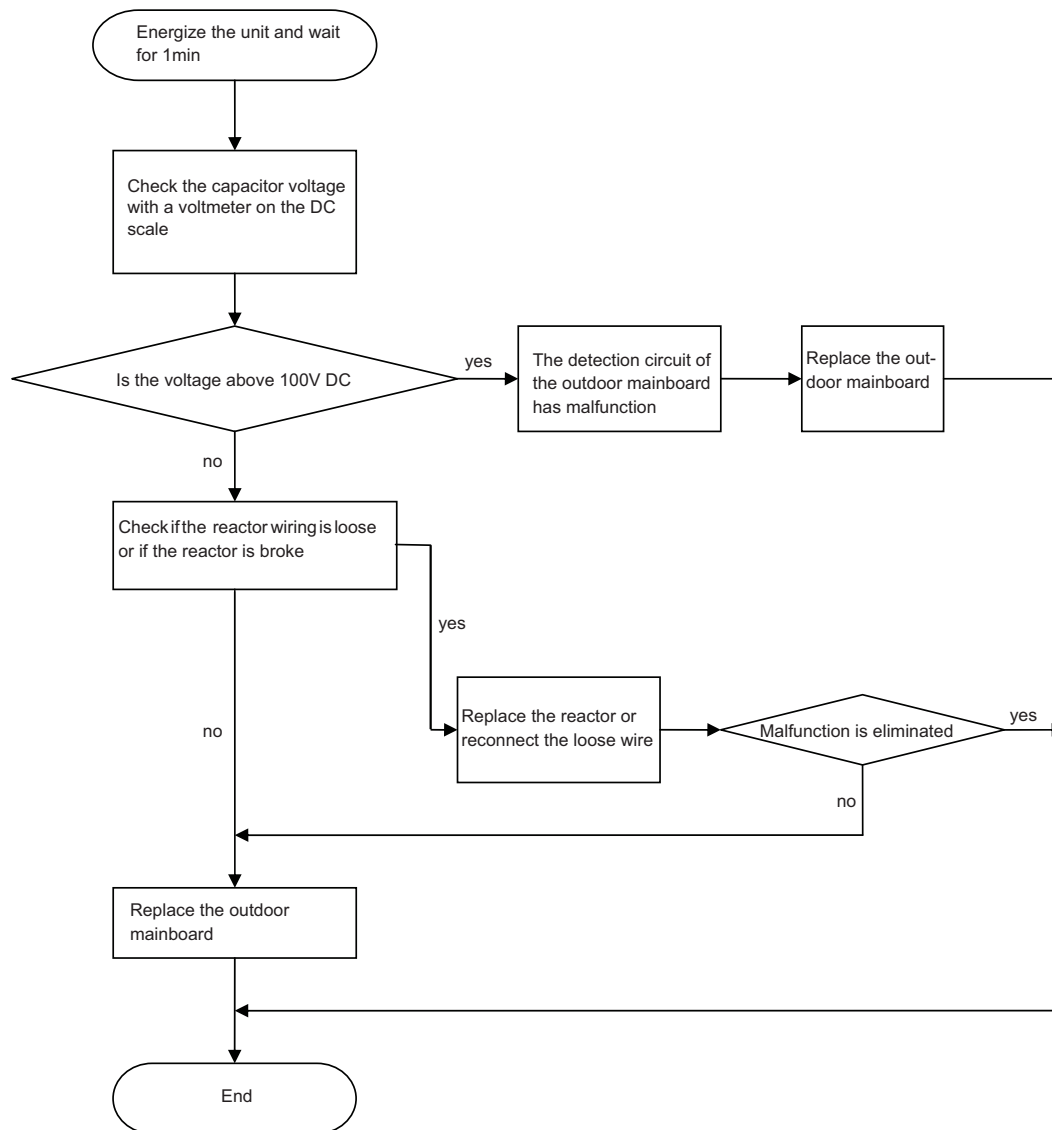 Energize the unit and wait
for 1min
Check the capacitor voltage
with a voltmeter on the DC
scale
Is the voltage above 100V DC
yes
The detection circuit of
the outdoor mainboard
has malfunction
Replace the out-
door mainboard
no
Check if the reactor wiring is loose
or if the reactor is broke
yes
Replace the reactor or
reconnect the loose wire
Malfunction is eliminated
yes
no
no
Replace the outdoor
mainboard
End